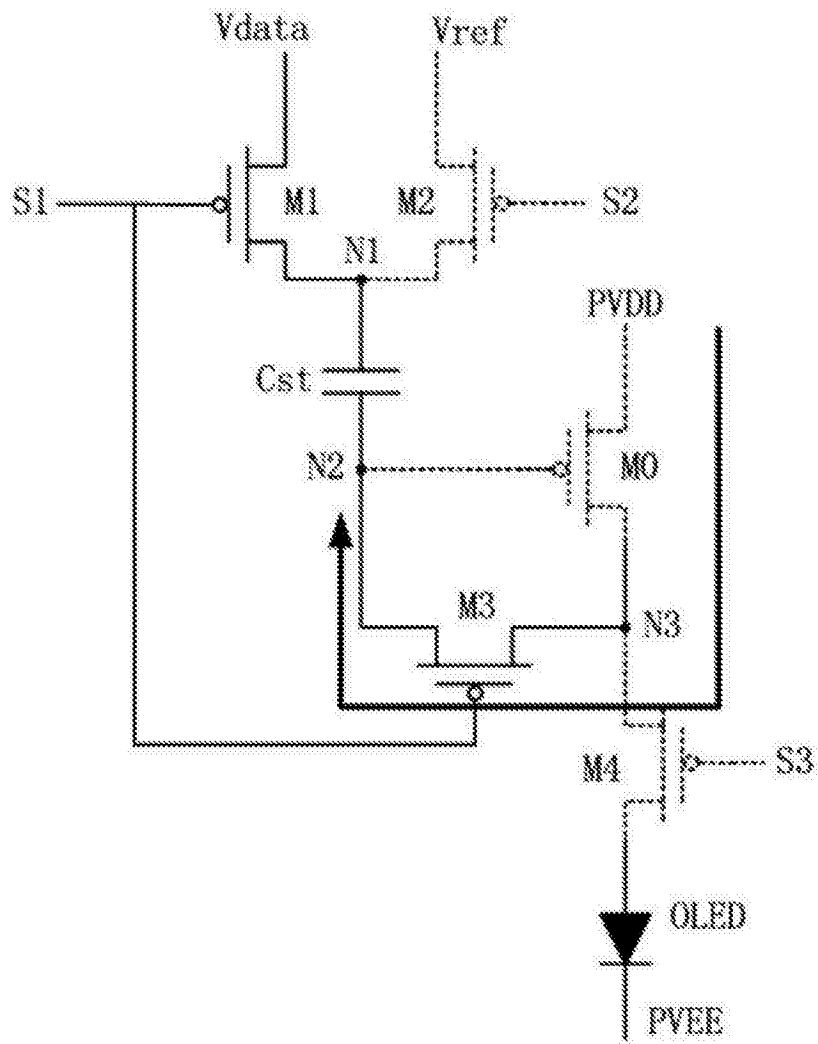 Vdata
Vref
S1
M1
M2
S2
N1
PVDD
Cst
N2
M0
M3
N3
M4
S3
OLED
PVEE